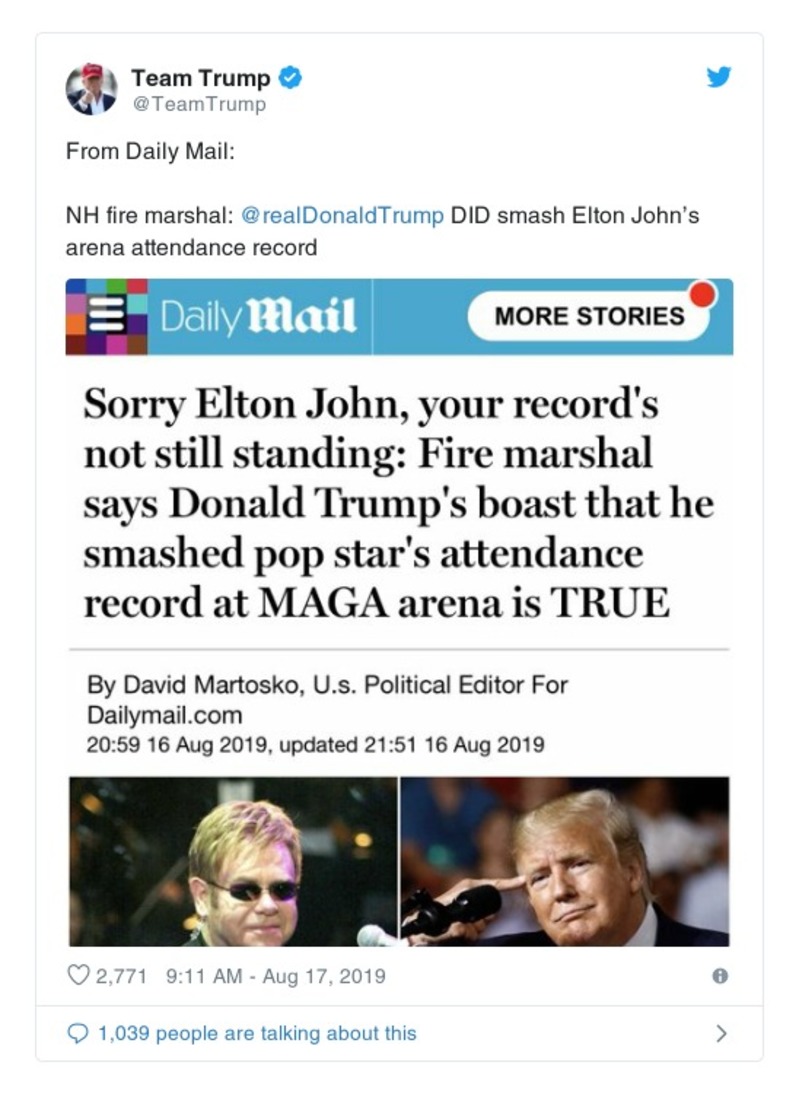 Team Trump
@TeamTrump
From Daily Mail:
NH fire marshal: @realDonaldTrump DID smash Elton John's
arena attendance record
Daily Mail
MORE STORIES
Sorry Elton John, your record's
not still standing: Fire marshal
says Donald Trump's boast that he
smashed pop star's attendance
record at MAGA arena is TRUE
By David Martosko, U.s. Political Editor For
Dailymail.com
20:59 16 Aug 2019, updated 21:51 16 Aug 2019
2,771 9:11 AM - Aug 17, 2019
1,039 people are talking about this